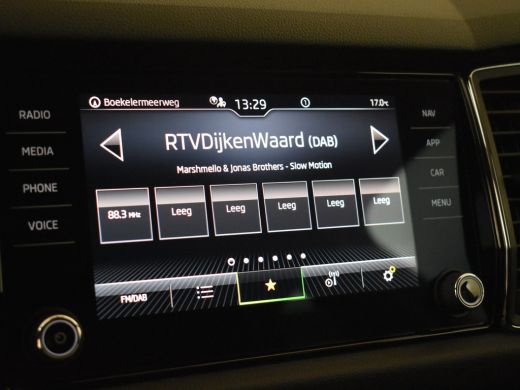 Boekelermeerweg
13:29
1
17.0°C
RADIO
MEDIA
PHONE
VOICE
RTVDijkenWaard (DAB)
Marshmello & Jonas Brothers - Slow Motion
88.3 MHz
Leeg
Leeg
Leeg
Leeg
Leeg
FM/DAB
NAV
APP
CAR
MENU